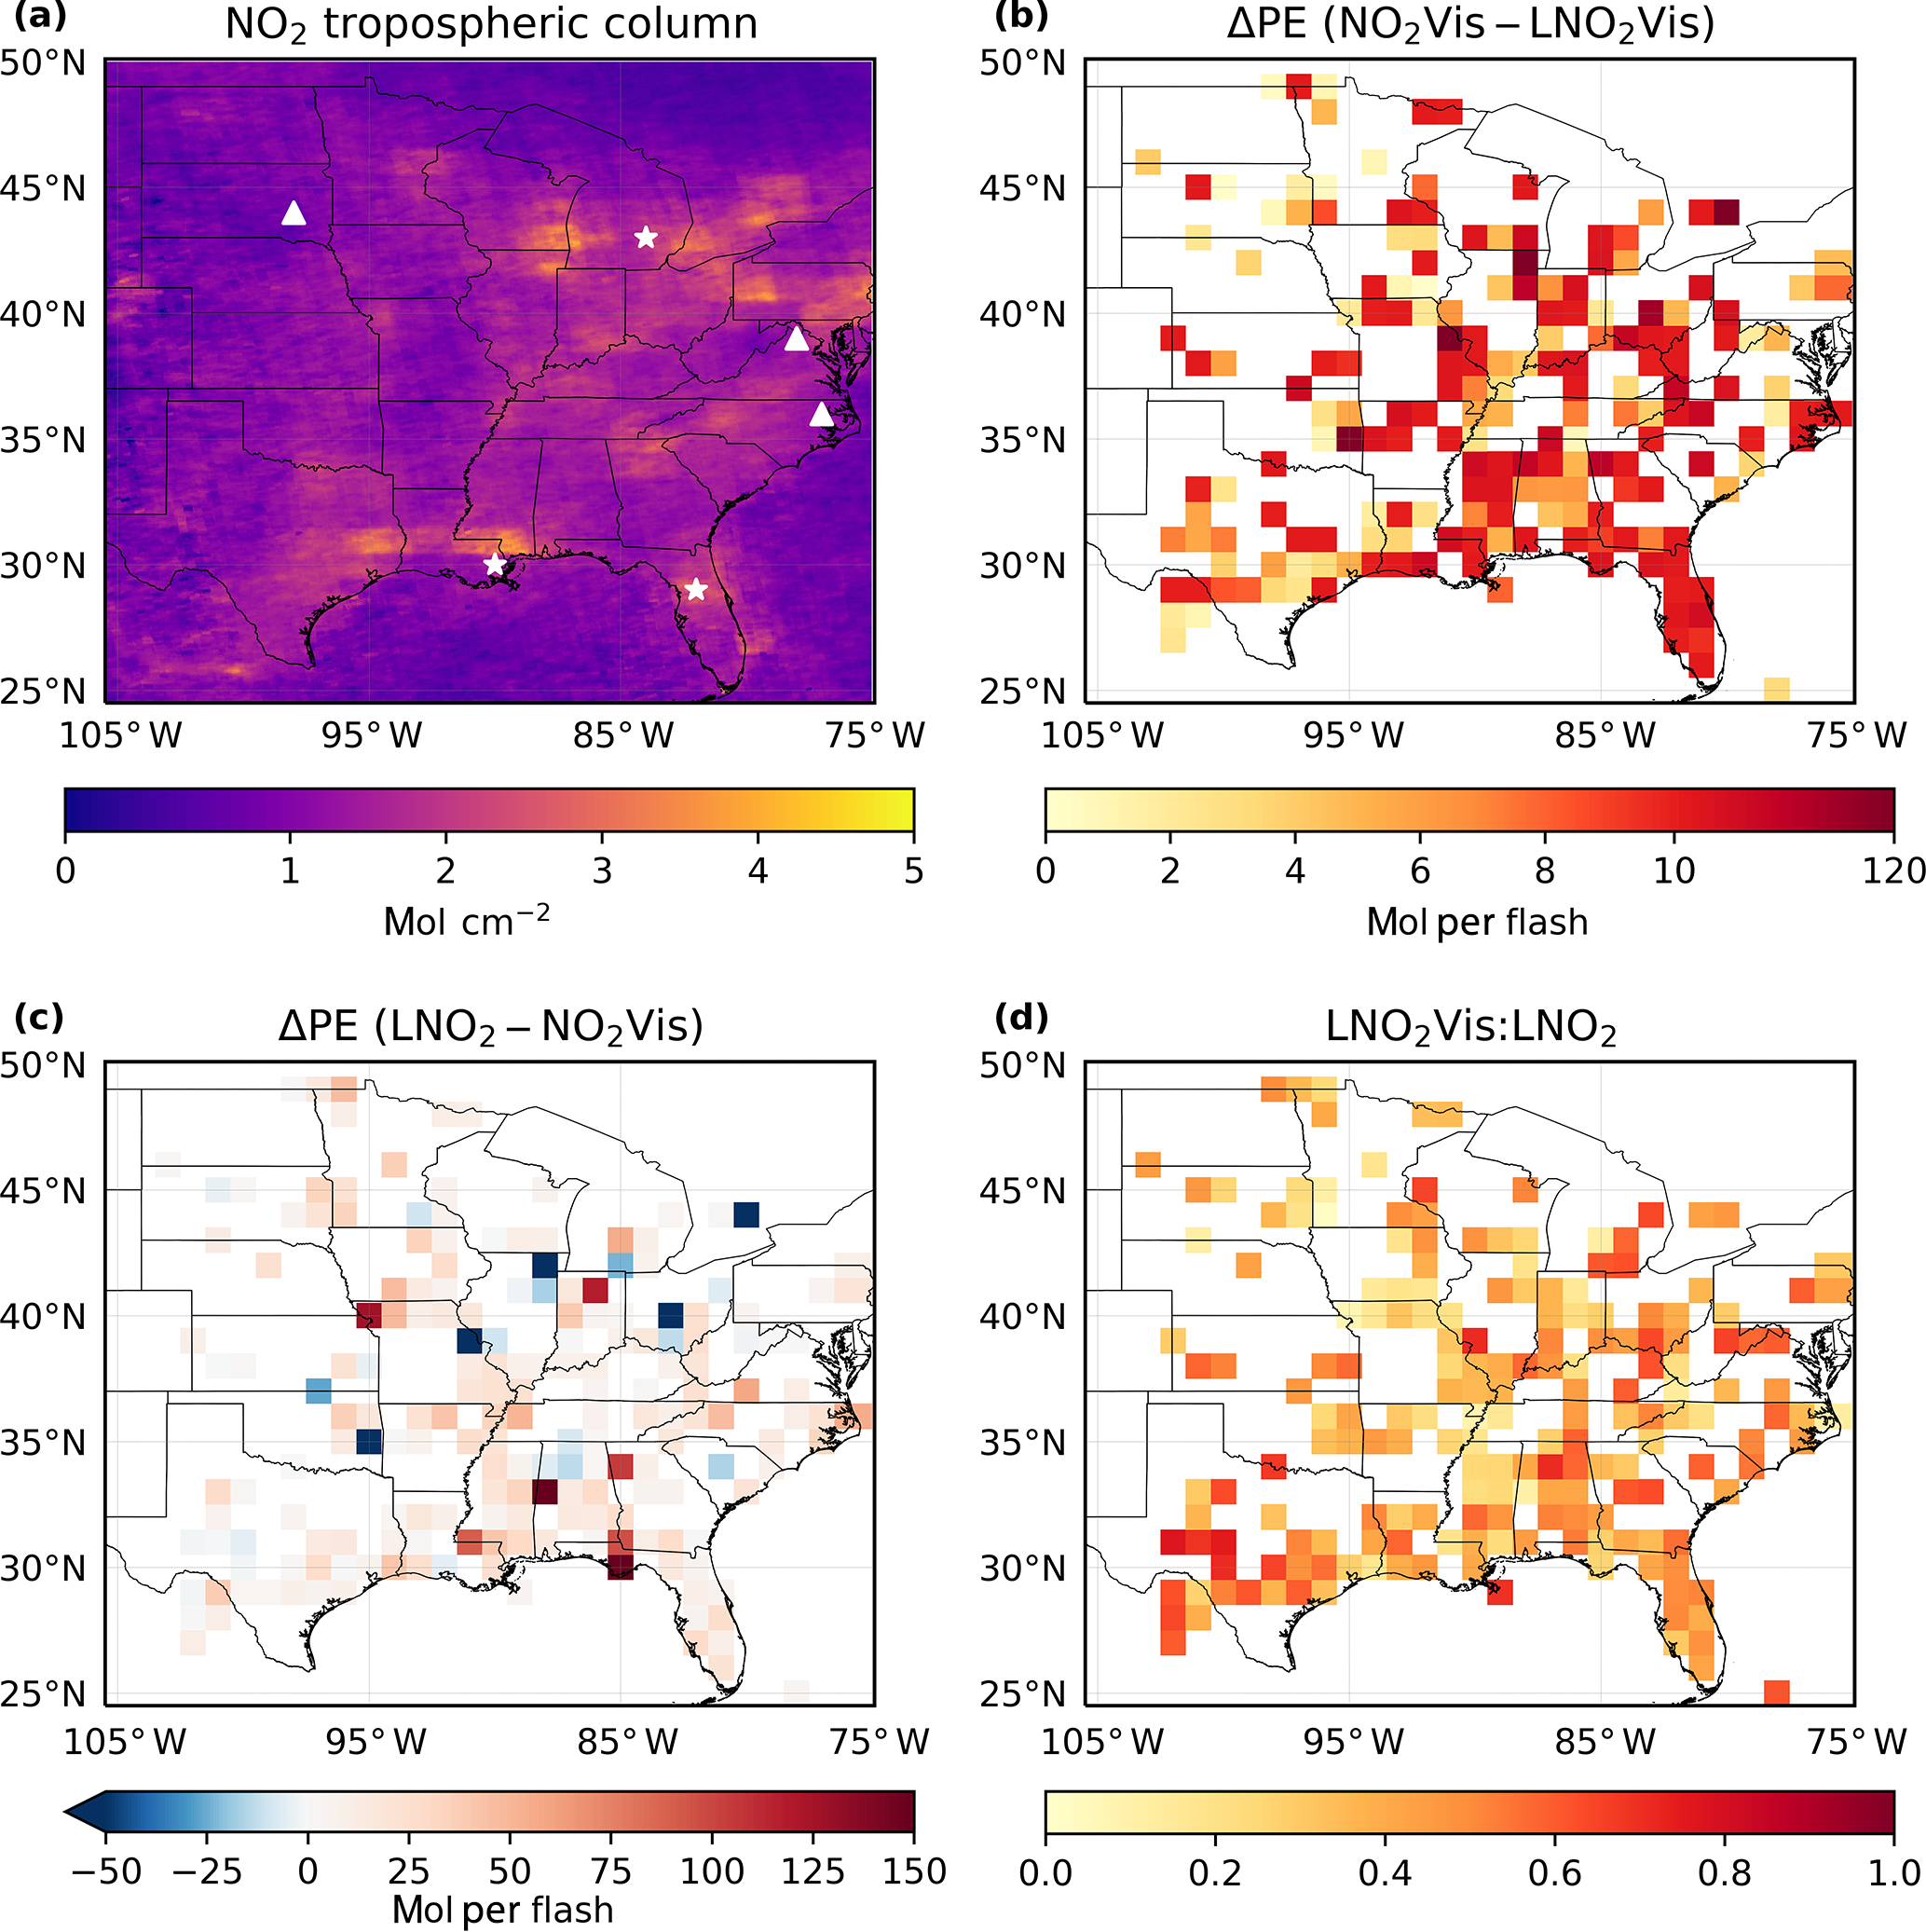 (a) NO₂ tropospheric column
50°N
45°N
40°N
35°N
30°N
25°N
105°W 95°W 85°W 75°W
0 1 2 3 4 5
Mol cm⁻²
(b) ΔPE (NO₂Vis − LNO₂Vis)
50°N
45°N
40°N
35°N
30°N
25°N
105°W 95°W 85°W 75°W
0 2 4 6 8 10 120
Mol per flash
(c) ΔPE (LNO₂ − NO₂Vis)
50°N
45°N
40°N
35°N
30°N
25°N
105°W 95°W 85°W 75°W
−50 −25 0 25 50 75 100 125 150
Mol per flash
(d) LNO₂Vis:LNO₂
50°N
45°N
40°N
35°N
30°N
25°N
105°W 95°W 85°W 75°W
0.0 0.2 0.4 0.6 0.8 1.0